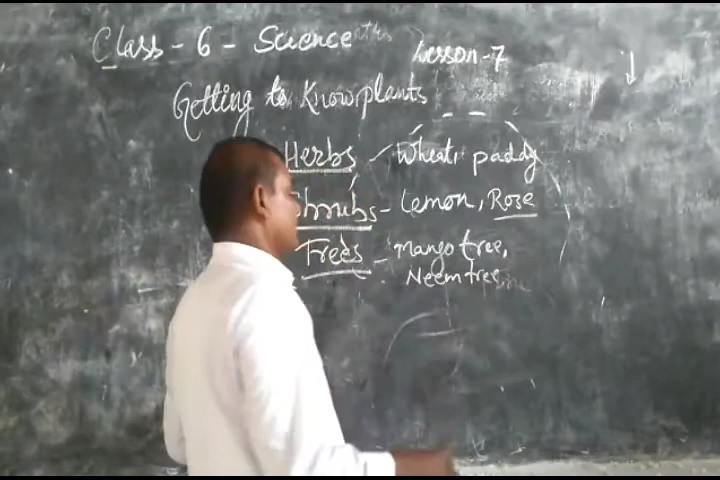 Class - 6 - Science Lesson-7
Getting to Know plants
Herbs - Wheat, paddy
Shrubs - Lemon, Rose
Trees - mango tree,
Neem tree